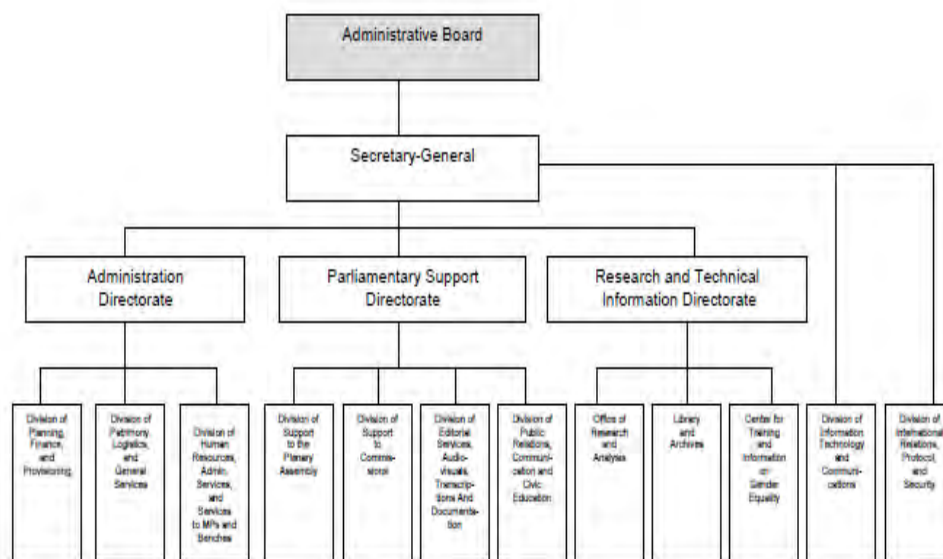 Administrative Board
Secretary-General
Administration
Directorate
Parliamentary Support
Directorate
Research and Technical
Information Directorate
Division of
Planning,
Finance,
and
Provisioning
Division of
Patrimony
Logistics,
and
General
Services
Division of
Human
Resources,
Admin,
Services,
and
Services
to MPs and
Benches
Division of
Support
to the
Plenary
Assembly
Division of
Support
to
Division of
Editorial
Services,
Audio-
visuals,
Transcrip-
tions And
Documenta-
tion
Division of
Public
Relations,
Communi-
cation and
Civic
Education
Office of
Research
and
Analysis
Library
and
Archives
Center for
Training
and
Information
on
Gender
Equality
Division of
Information
Technology
and
Communi-
cations
Division of
International
Relations,
Protocol,
and
Security